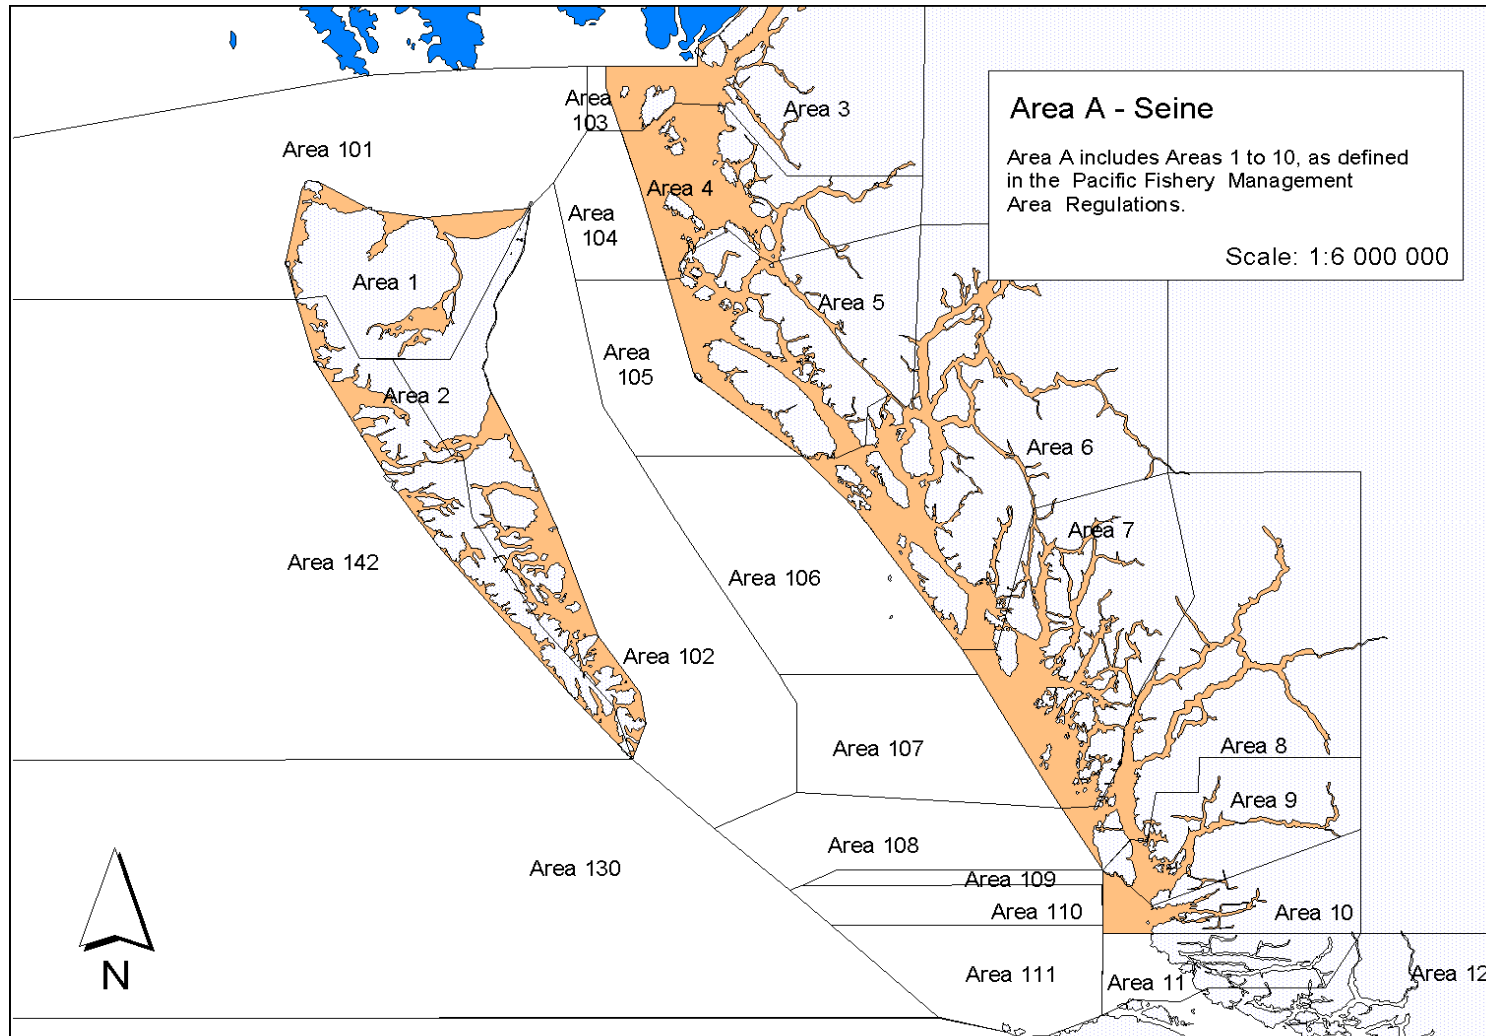 Area A - Seine
Area A includes Areas 1 to 10, as defined
in the Pacific Fishery Management
Area Regulations.
Scale: 1:6 000 000
Area
103
Area 3
Area 101
Area 4
Area
104
Area 1
Area 5
Area
105
Area 2
Area 6
Area 7
Area 142
Area 106
Area 102
Area 107
Area 8
Area 9
Area 108
Area 130
Area 109
Area 110
Area 10
Area 111
Area 11
Area 12
N